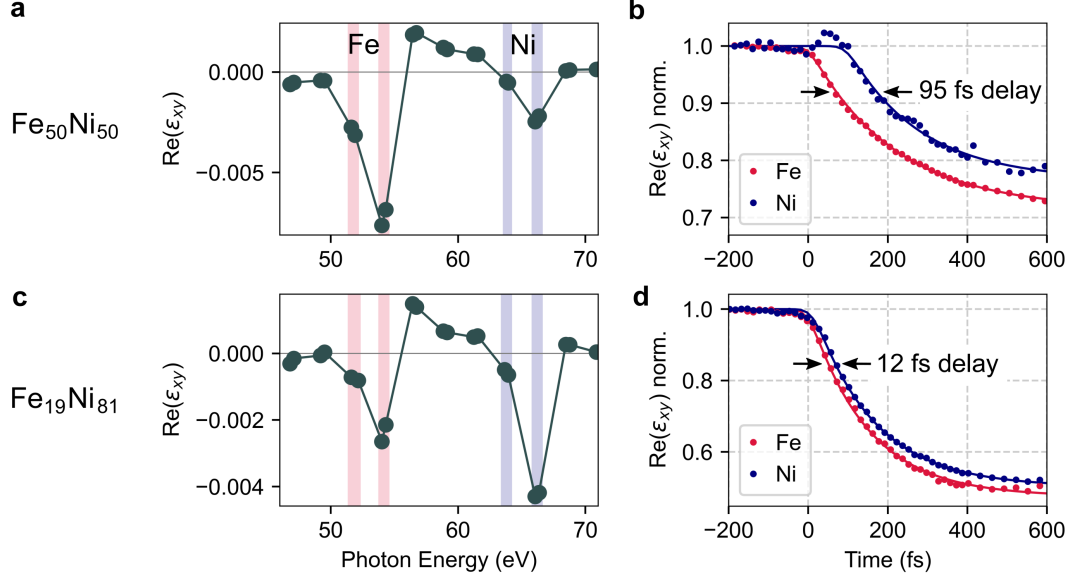 a
Fe50Ni50
Re(εxy)
0.000
−0.005
Fe
Ni
50
60
70
b
Re(εxy) norm.
1.0
0.9
0.8
0.7
95 fs delay
Fe
Ni
−200
0
200
400
600
c
Fe19Ni81
Re(εxy)
0.000
−0.002
−0.004
50
60
70
Photon Energy (eV)
d
Re(εxy) norm.
1.0
0.8
0.6
12 fs delay
Fe
Ni
−200
0
200
400
600
Time (fs)